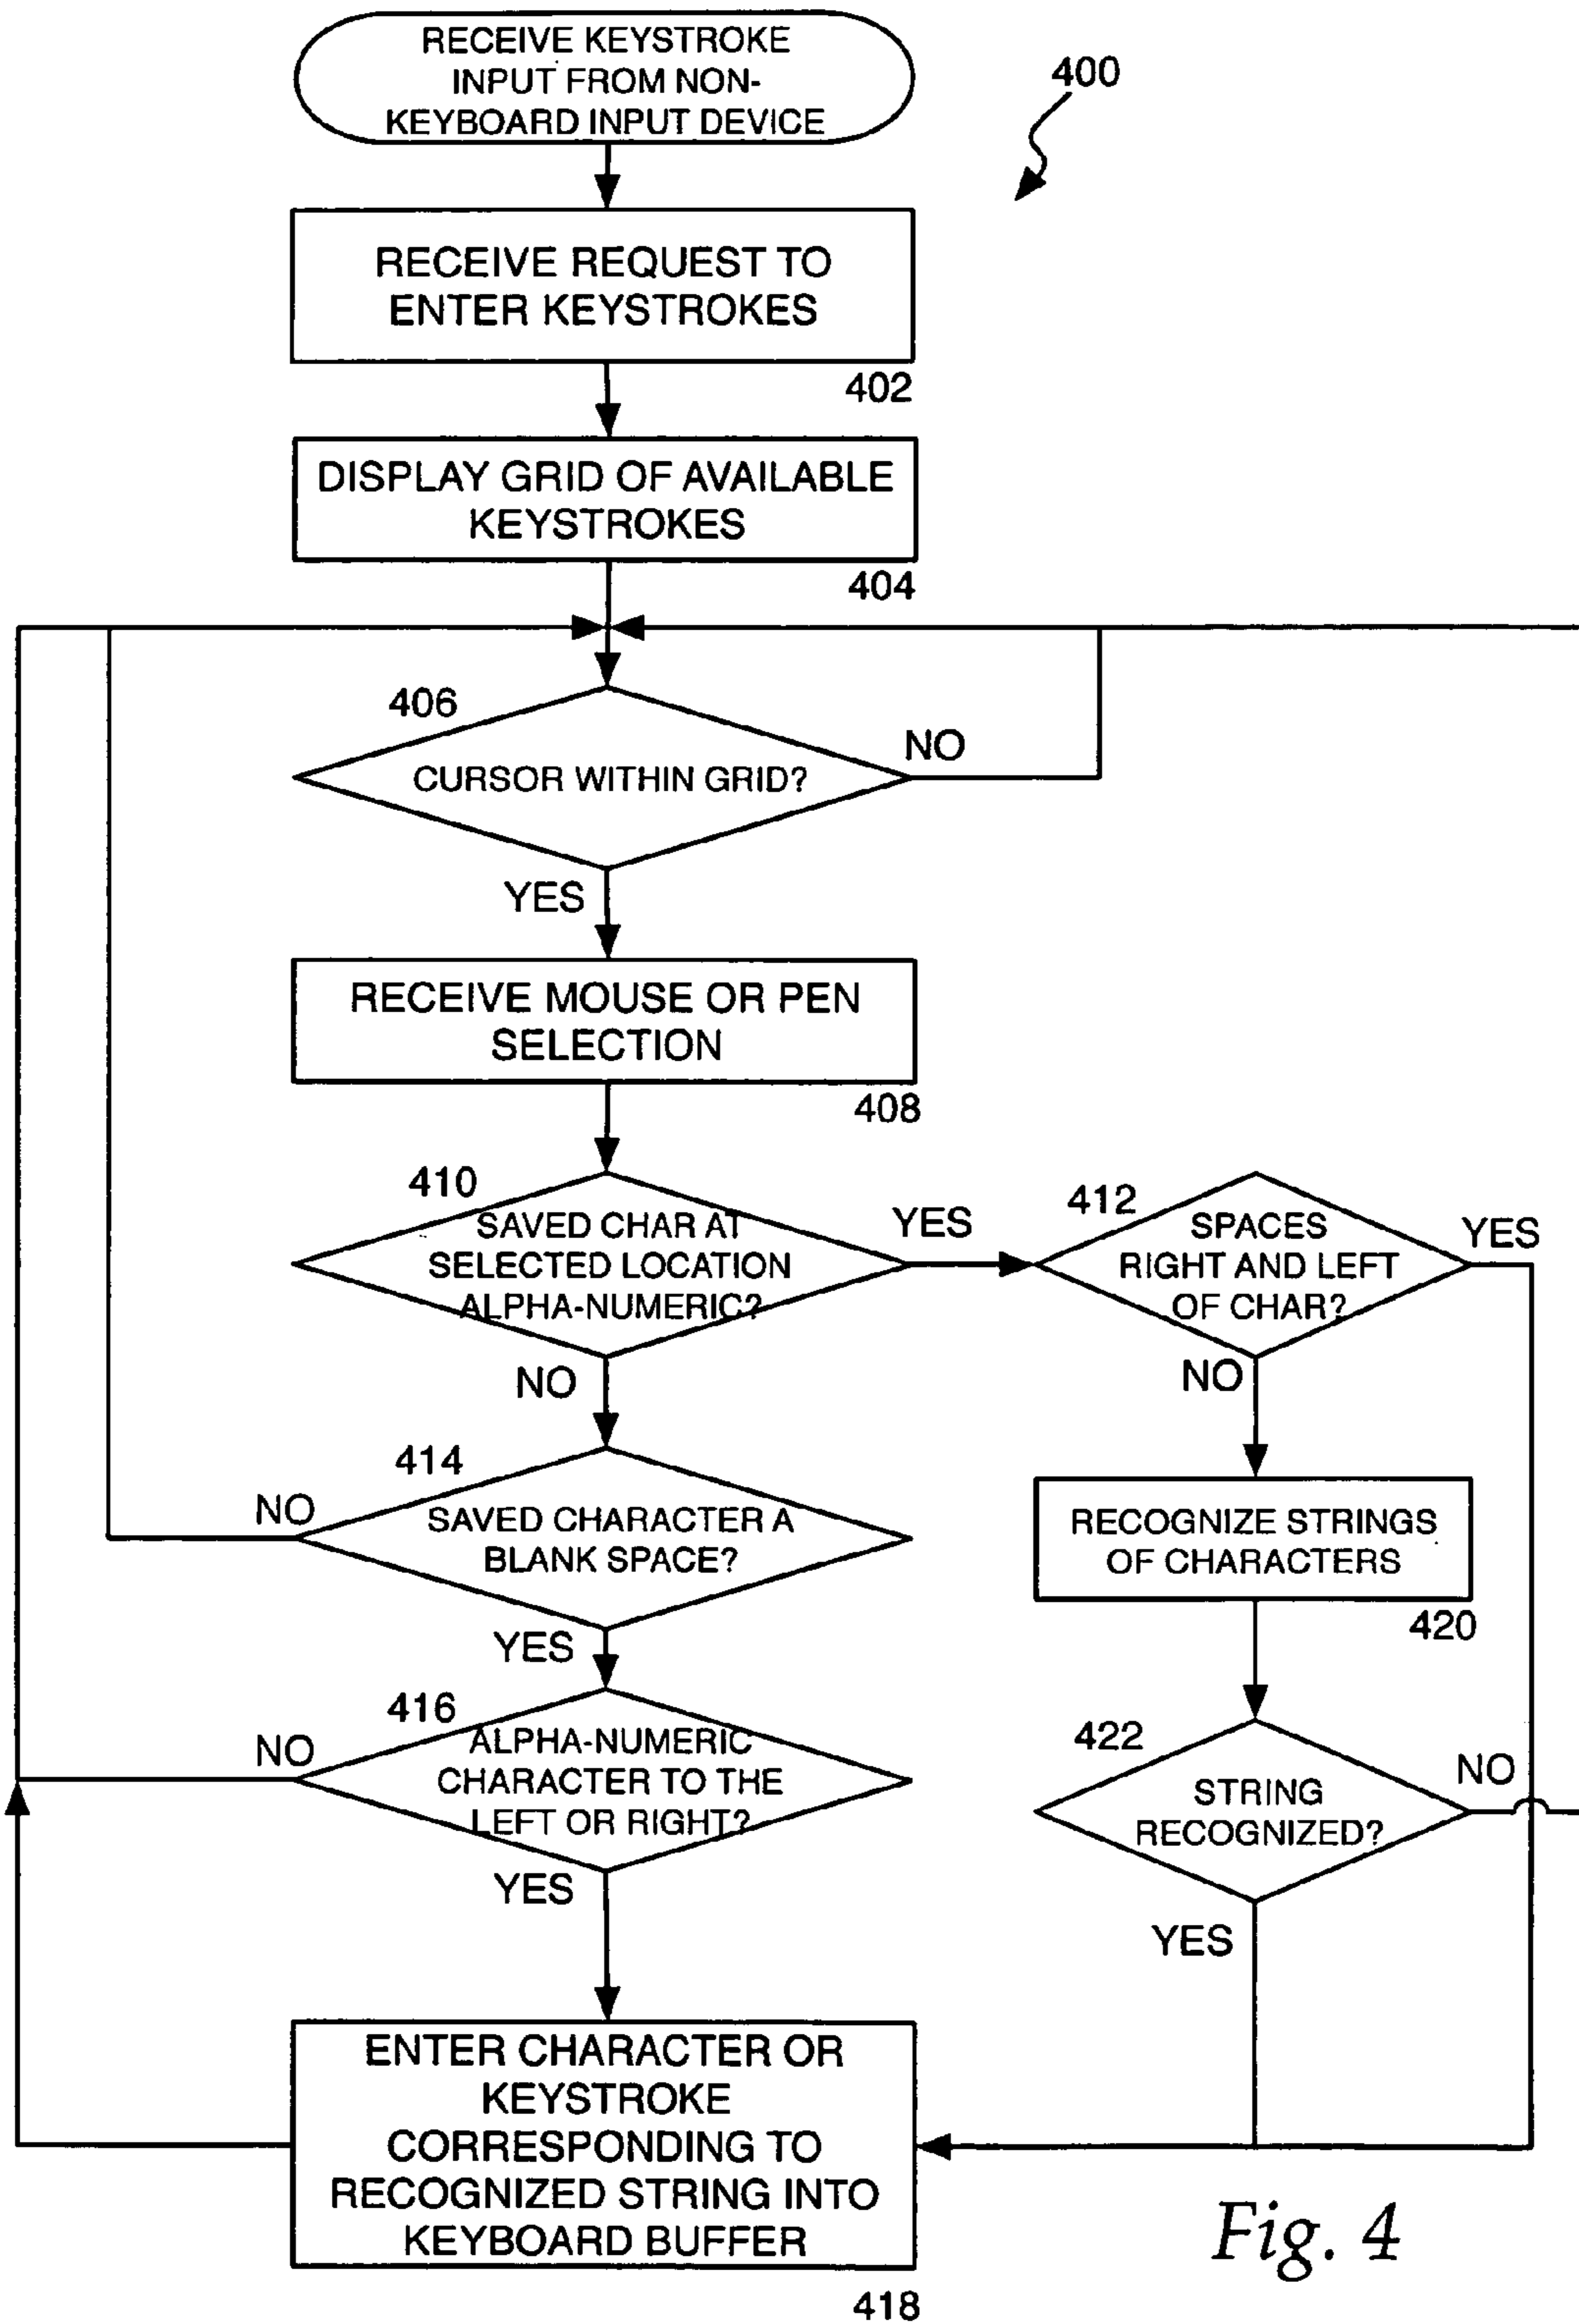 RECEIVE KEYSTROKE
INPUT FROM NON-
KEYBOARD INPUT DEVICE
400
RECEIVE REQUEST TO
ENTER KEYSTROKES
402
DISPLAY GRID OF AVAILABLE
KEYSTROKES
404
406
CURSOR WITHIN GRID?
NO
YES
RECEIVE MOUSE OR PEN
SELECTION
408
410
SAVED CHAR AT
SELECTED LOCATION
ALPHA-NUMERIC?
YES
NO
412
SPACES
RIGHT AND LEFT
OF CHAR?
YES
NO
414
SAVED CHARACTER A
BLANK SPACE?
NO
YES
RECOGNIZE STRINGS
OF CHARACTERS
420
416
ALPHA-NUMERIC
CHARACTER TO THE
LEFT OR RIGHT?
NO
YES
422
STRING
RECOGNIZED?
NO
YES
ENTER CHARACTER OR
KEYSTROKE
CORRESPONDING TO
RECOGNIZED STRING INTO
KEYBOARD BUFFER
418
Fig. 4